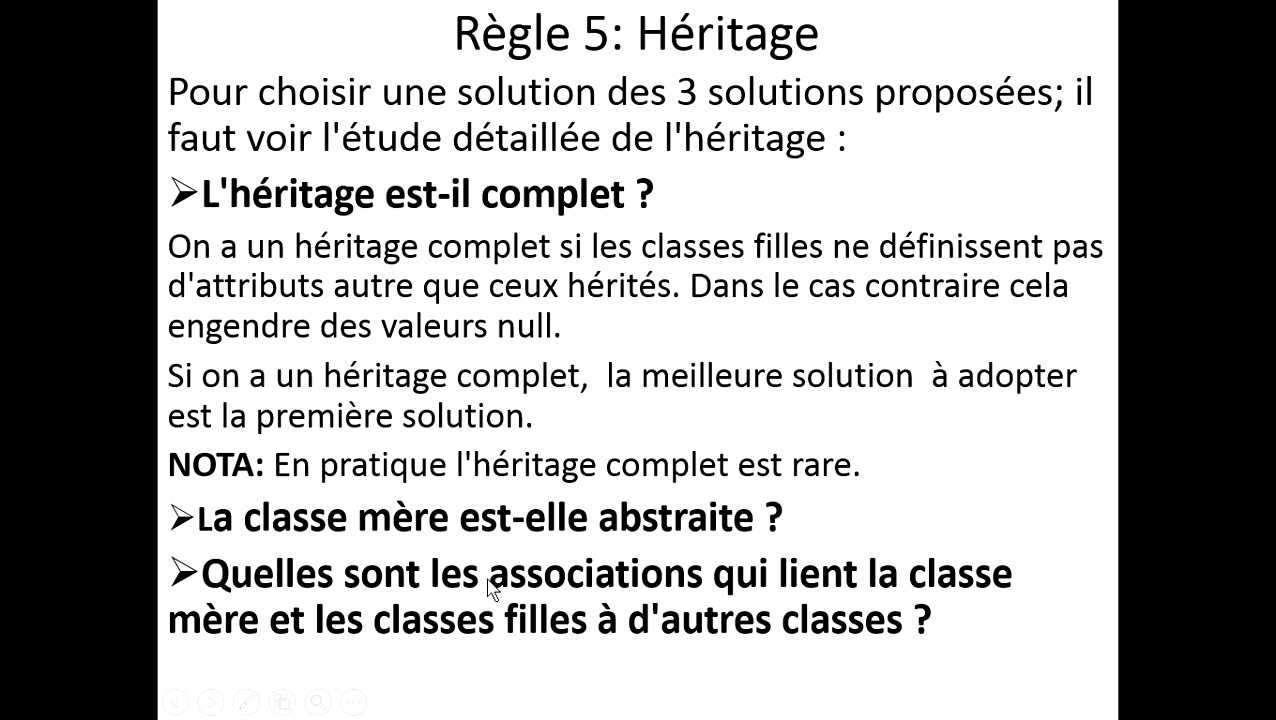 Règle 5: Héritage
Pour choisir une solution des 3 solutions proposées; il
faut voir l'étude détaillée de l'héritage :
➢L'héritage est-il complet ?
On a un héritage complet si les classes filles ne définissent pas
d'attributs autre que ceux hérités. Dans le cas contraire cela
engendre des valeurs null.
Si on a un héritage complet,  la meilleure solution  à adopter
est la première solution.
NOTA: En pratique l'héritage complet est rare.
➢La classe mère est-elle abstraite ?
➢Quelles sont les associations qui lient la classe
mère et les classes filles à d'autres classes ?